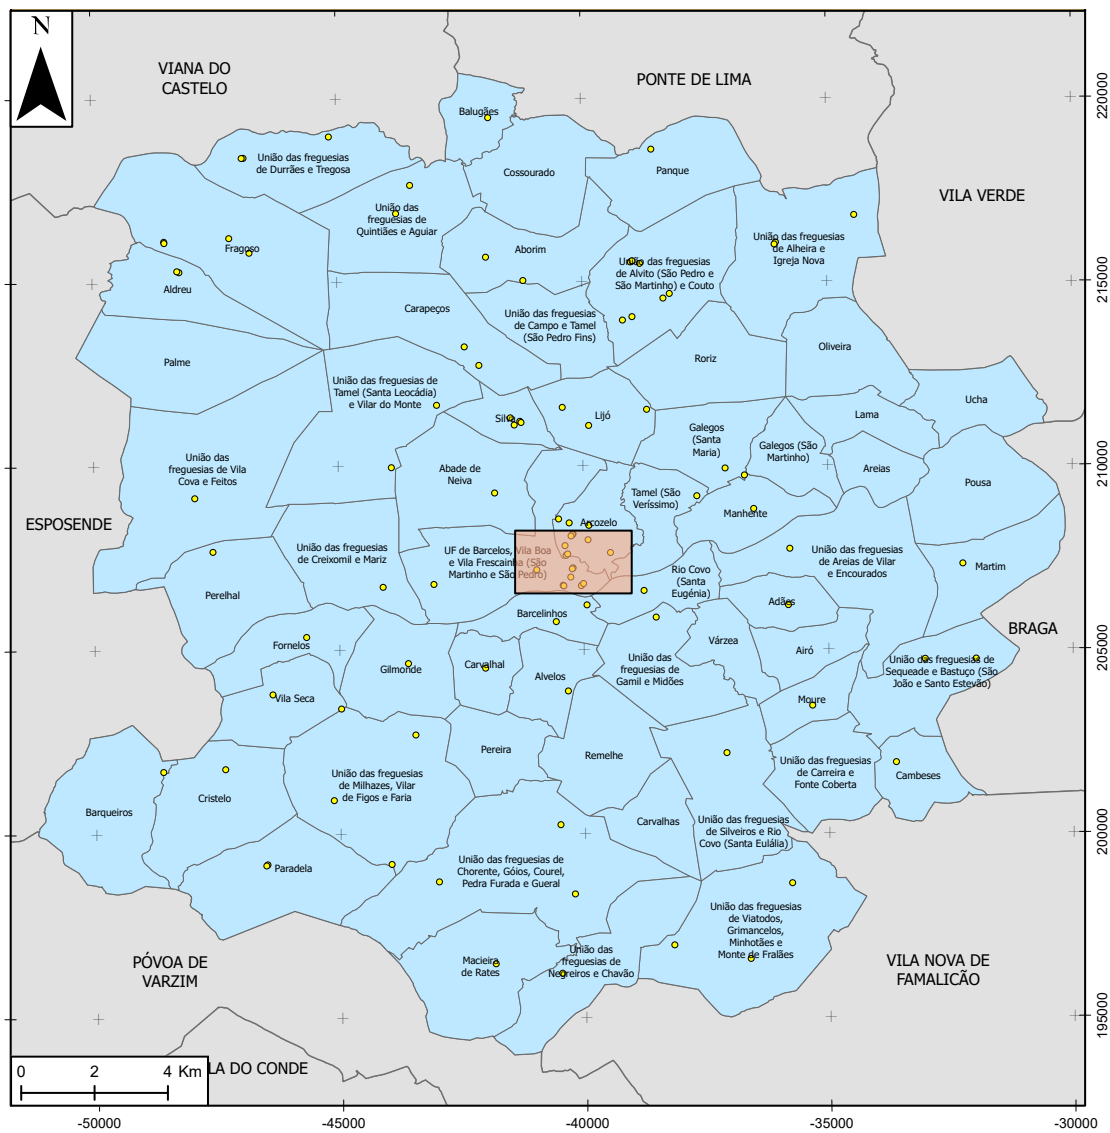 N
VIANA DO
CASTELO
PONTE DE LIMA
220000
Balugães
União das freguesias
de Durrães e Tregosa
Cossourado
Panque
VILA VERDE
União das
freguesias de
Quintiães e Aguiar
Fragoso
Aborim
União das freguesias
de Alvito (São Pedro e
São Martinho) e Couto
União das freguesias
de Alheira e
Igreja Nova
215000
Aldreu
Carapeços
União das freguesias
de Campo e Tamel
(São Pedro Fins)
Palme
Roriz
Oliveira
União das freguesias de
Tamel (Santa Leocádia)
e Vilar do Monte
Silva
Lijó
Ucha
Lama
Galegos
(Santa
Maria)
Galegos (São
Martinho)
União das
freguesias de Vila
Cova e Feitos
Abade de
Neiva
Areias
210000
Pousa
Tamel (São
Veríssimo)
Manhente
ESPOSENDE
Arcozelo
União das freguesias
de Creixomil e Mariz
UF de Barcelos, Vila Boa
e Vila Frescainha (São
Martinho e São Pedro)
União das freguesias
de Areias de Vilar
e Encourados
Martim
Rio Covo
(Santa
Eugénia)
Perelhal
Adães
Barcelinhos
BRAGA
Fornelos
Várzea
Airó
205000
Gilmonde
Carvalhal
Alvelos
União das
freguesias de
Gamil e Midões
União das freguesias de
Sequeade e Bastuço (São
João e Santo Estevão)
Vila Seca
Moure
Pereira
Remelhe
União das freguesias
de Carreira e
Fonte Coberta
Cambeses
União das freguesias
de Milhazes, Vilar
de Figos e Faria
Cristelo
Barqueiros
Carvalhas
União das freguesias
de Silveiros e Rio
Covo (Santa Eulália)
200000
Paradela
União das freguesias de
Chorente, Góios, Courel,
Pedra Furada e Gueral
União das freguesias
de Viatodos,
Grimancelos,
Minhotães e
Monte de Fralães
Macieira
de Rates
União das
freguesias de
Negreiros e Chavão
PÓVOA DE
VARZIM
VILA NOVA DE
FAMALICÃO
195000
LA DO CONDE
0 2 4 Km
-50000 -45000 -40000 -35000 -30000